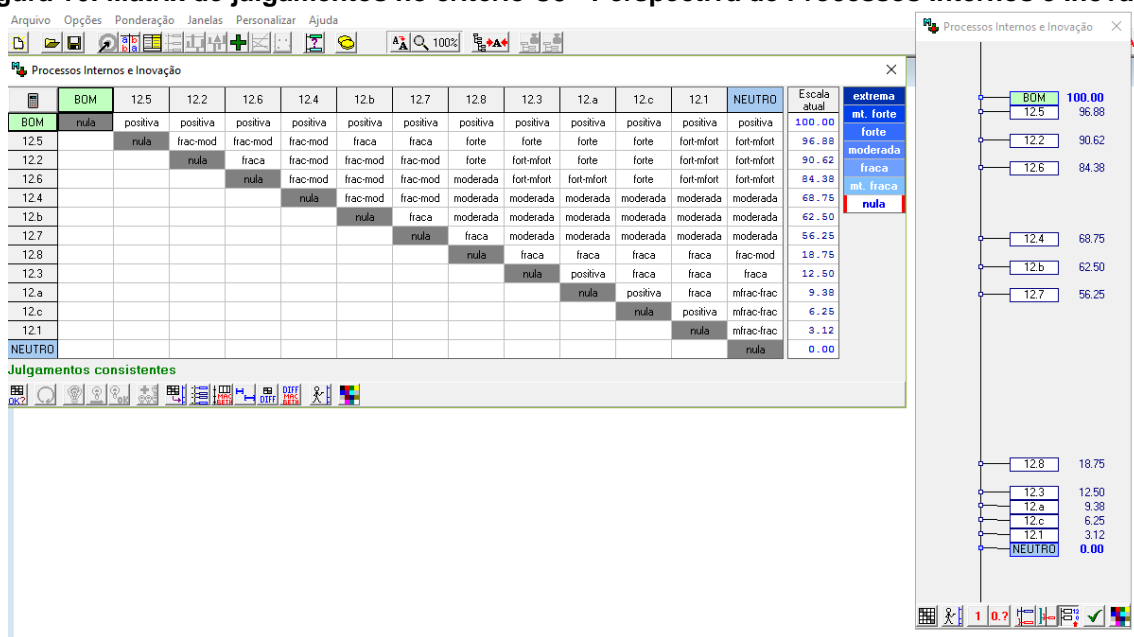 Arquivo Opções Ponderação Janelas Personalizar Ajuda
100%
Processos Internos e Inovação
BOM 12.5 12.2 12.6 12.4 12.b 12.7 12.8 12.3 12.a 12.c 12.1 NEUTRO Escala atual
BOM nula positiva positiva positiva positiva positiva positiva positiva positiva positiva positiva positiva positiva 100.00
12.5 nula frac-mod frac-mod frac-mod fraca fraca forte forte forte forte fort-mfort fort-mfort 96.88
12.2 nula fraca frac-mod frac-mod frac-mod forte fort-mfort forte forte fort-mfort fort-mfort 90.62
12.6 nula frac-mod frac-mod frac-mod moderada fort-mfort fort-mfort forte fort-mfort fort-mfort 84.38
12.4 nula frac-mod frac-mod moderada moderada moderada moderada moderada moderada 68.75
12.b nula fraca moderada moderada moderada moderada moderada moderada 62.50
12.7 nula fraca moderada moderada moderada moderada moderada 56.25
12.8 nula fraca fraca fraca fraca frac-mod 18.75
12.3 nula positiva fraca fraca fraca 12.50
12.a nula positiva fraca mfrac-frac 9.38
12.c nula positiva mfrac-frac 6.25
12.1 nula mfrac-frac 3.12
NEUTRO nula 0.00
extrema
mt. forte
forte
moderada
fraca
mt. fraca
nula
Julgamentos consistentes
Processos Internos e Inovação
BOM 100.00
12.5 96.88
12.2 90.62
12.6 84.38
12.4 68.75
12.b 62.50
12.7 56.25
12.8 18.75
12.3 12.50
12.a 9.38
12.c 6.25
12.1 3.12
NEUTRO 0.00